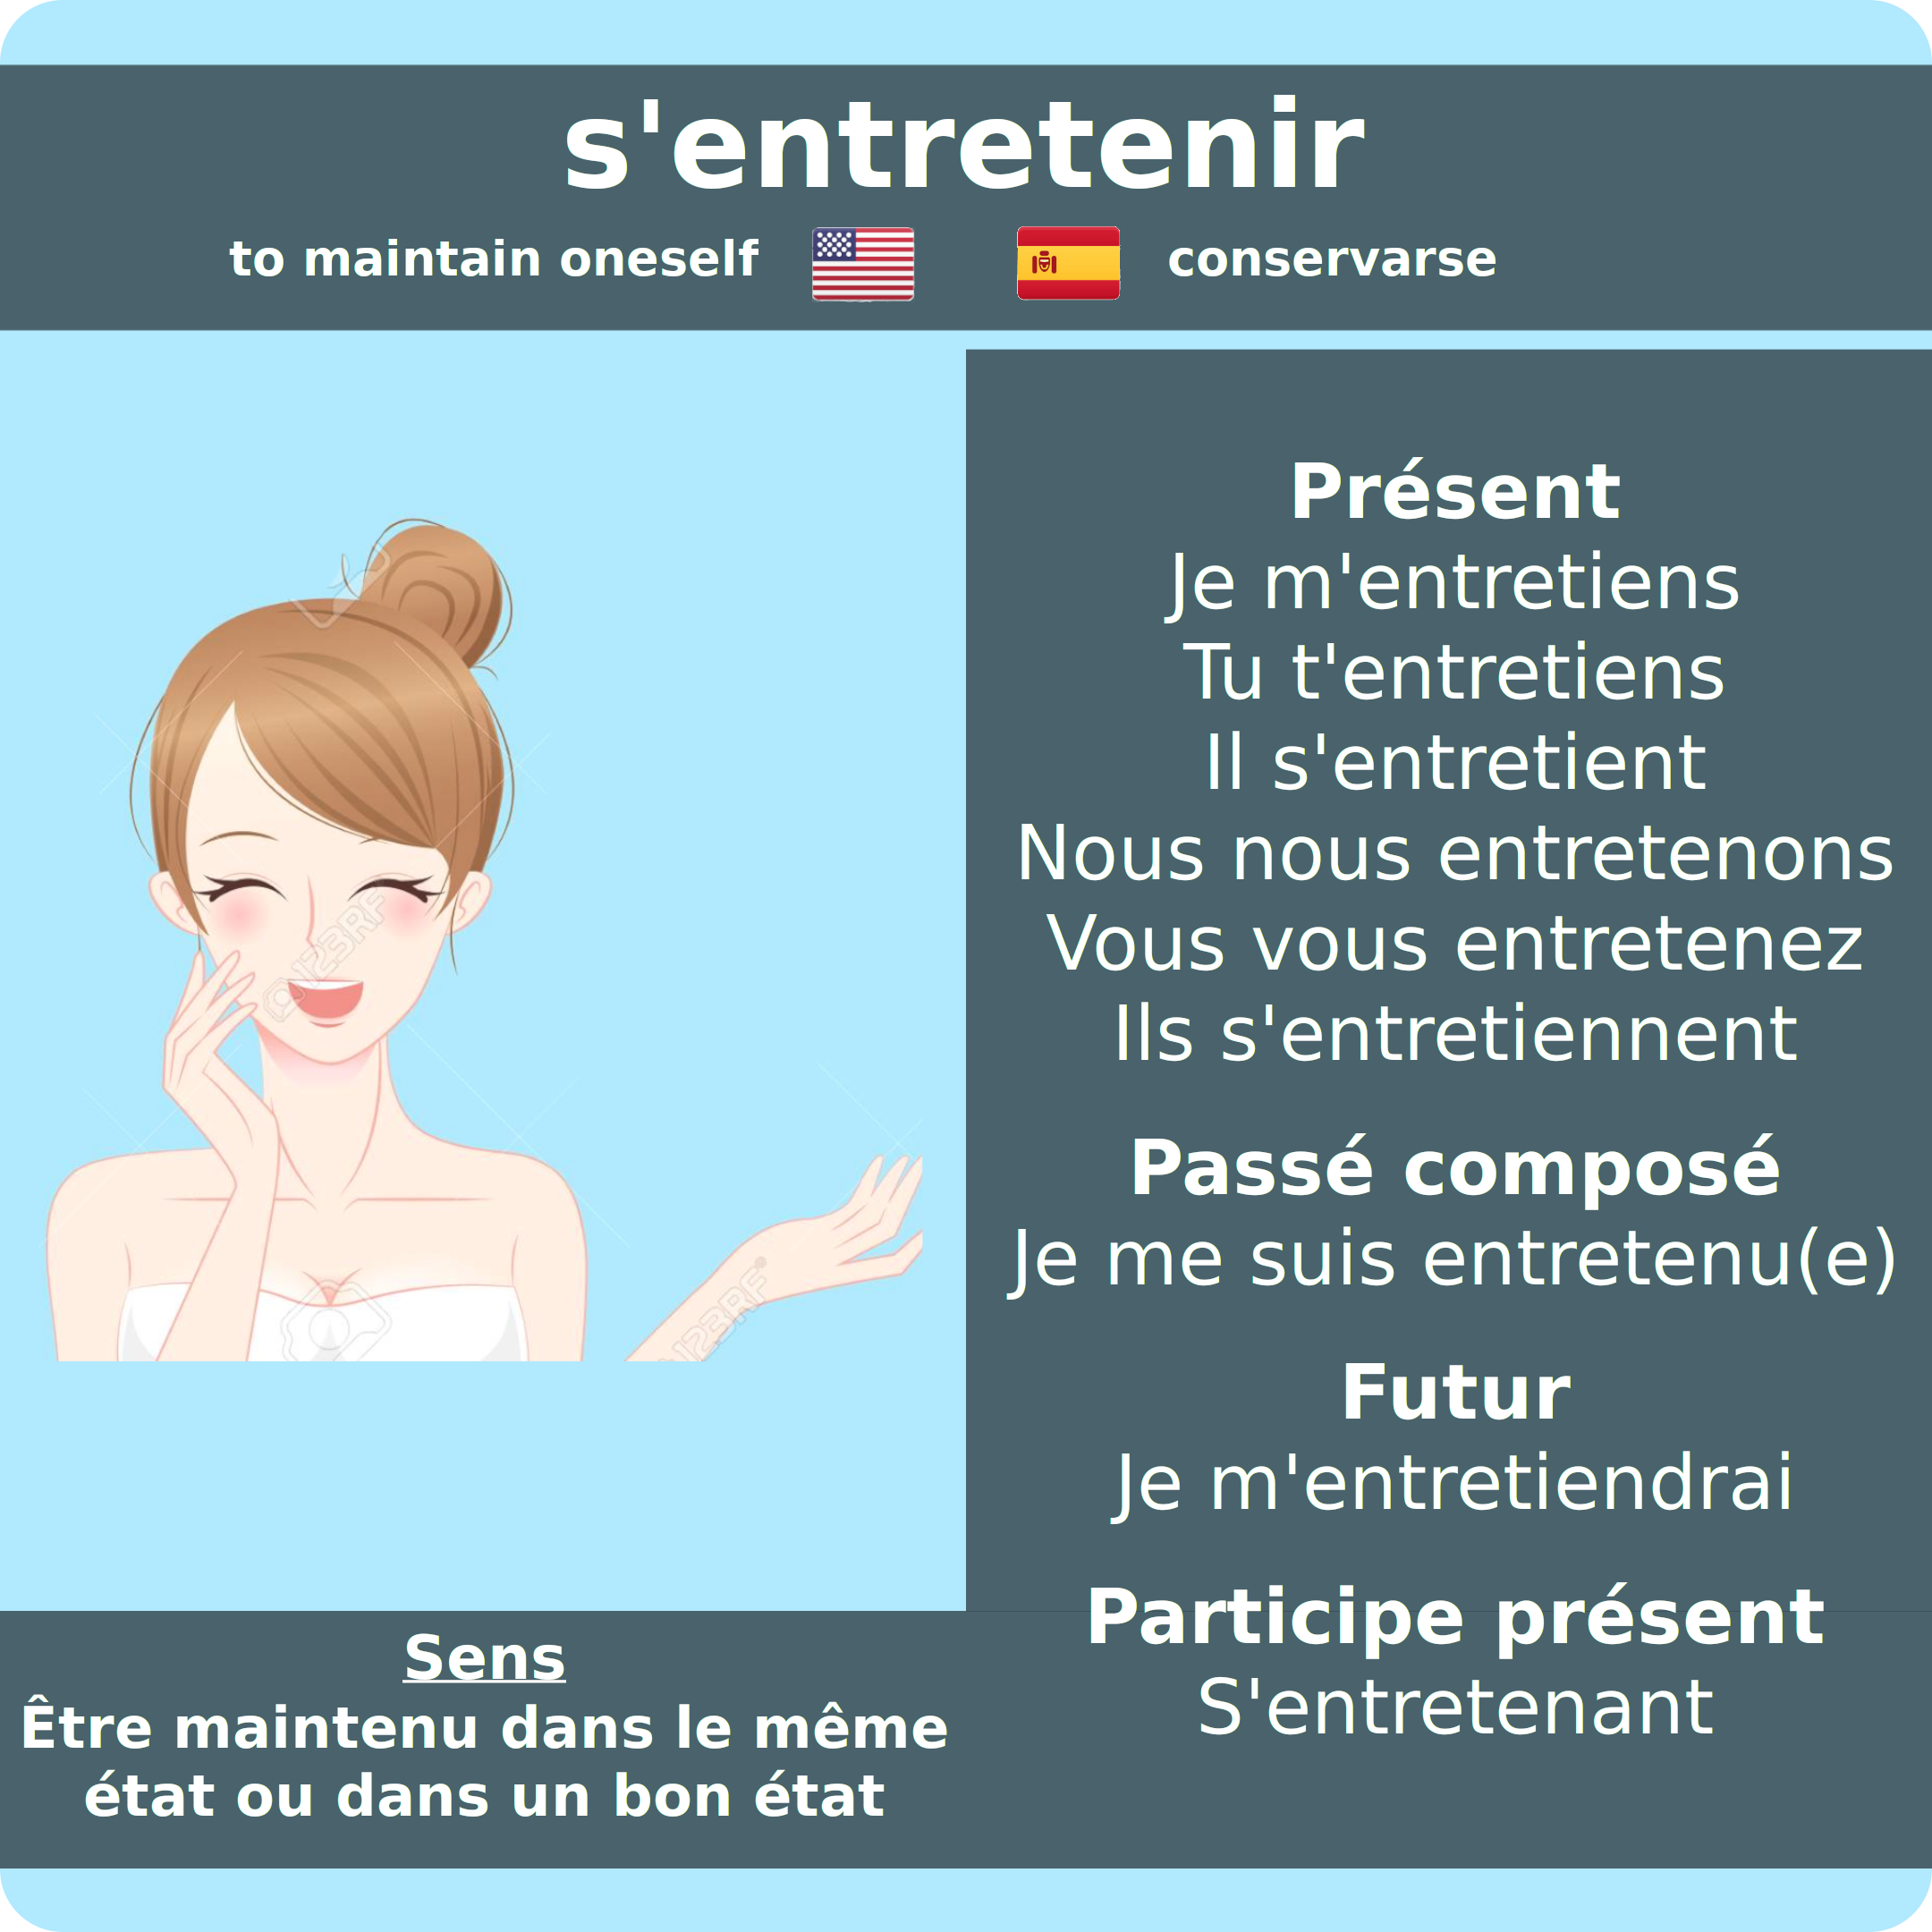 s'entretenir
to maintain oneself
conservarse
Présent
Je m'entretiens
Tu t'entretiens
Il s'entretient
Nous nous entretenons
Vous vous entretenez
Ils s'entretiennent
Passé composé
Je me suis entretenu(e)
Futur
Je m'entretiendrai
Participe présent
S'entretenant
Sens
Être maintenu dans le même
état ou dans un bon état
123RF
123RF®